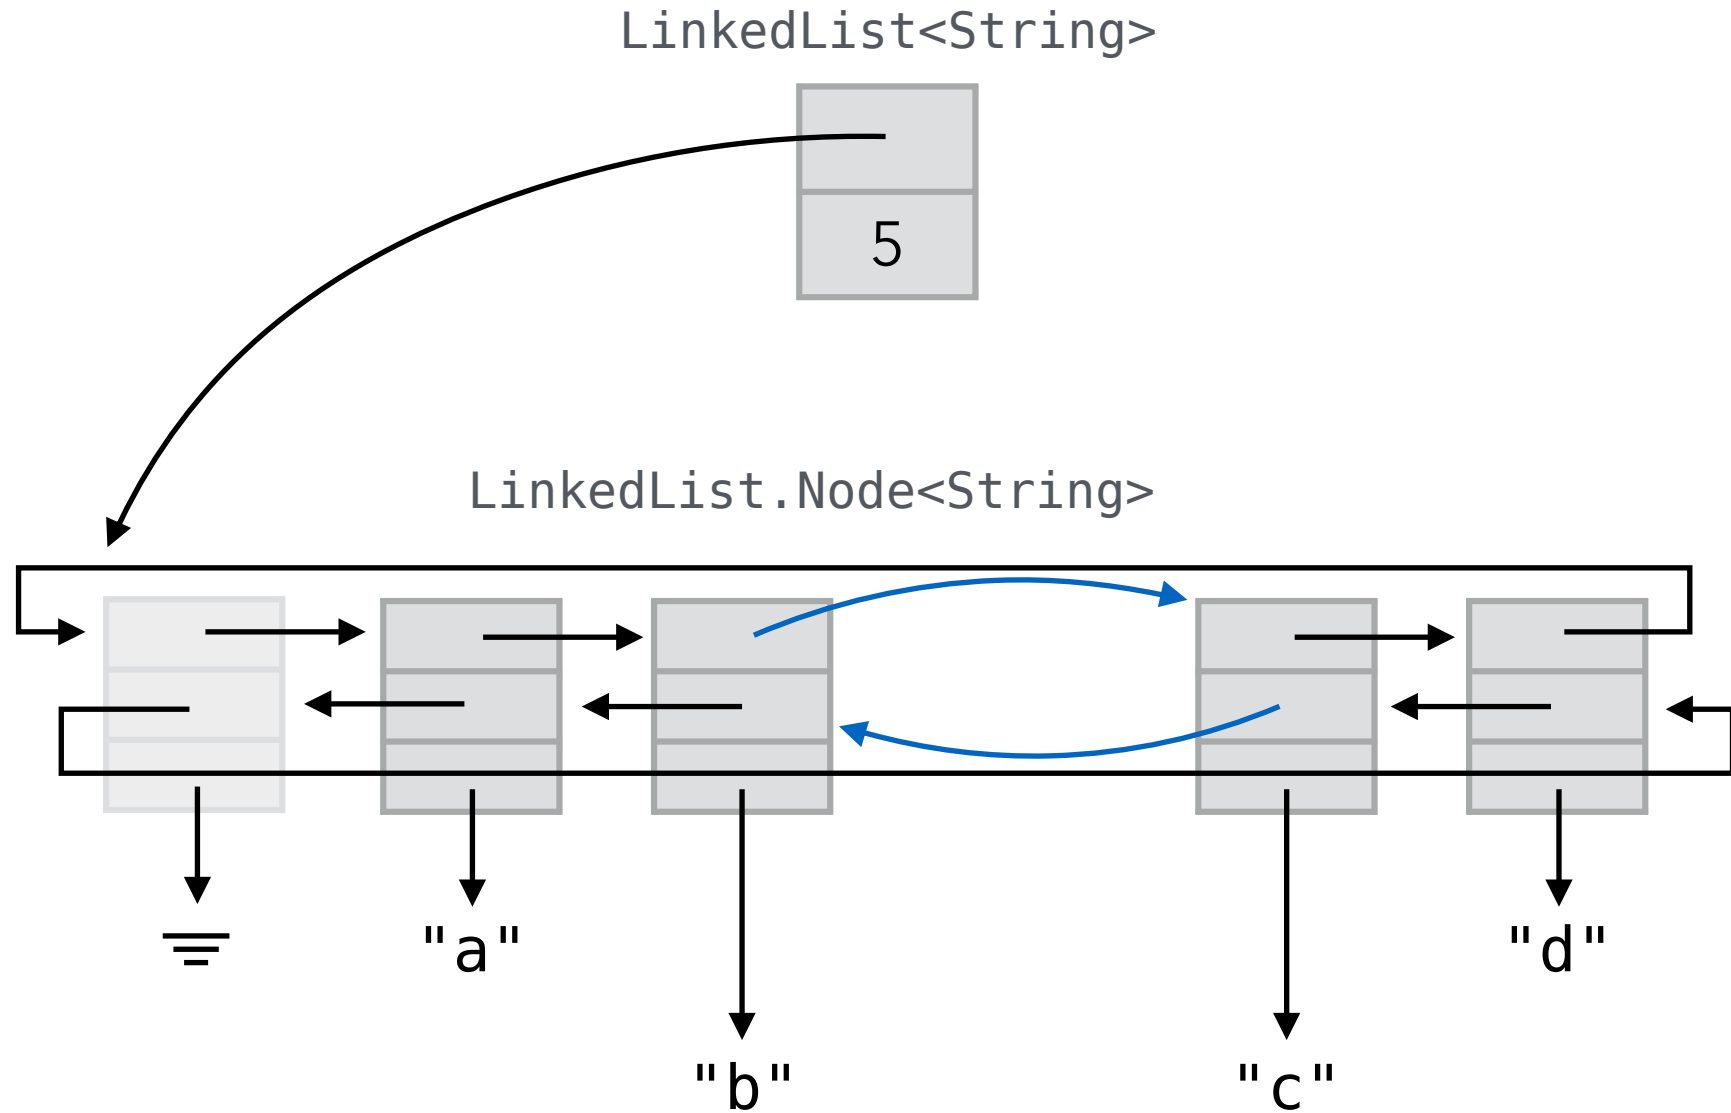 LinkedList<String>
5
LinkedList.Node<String>
"a"
"d"
"b"
"c"